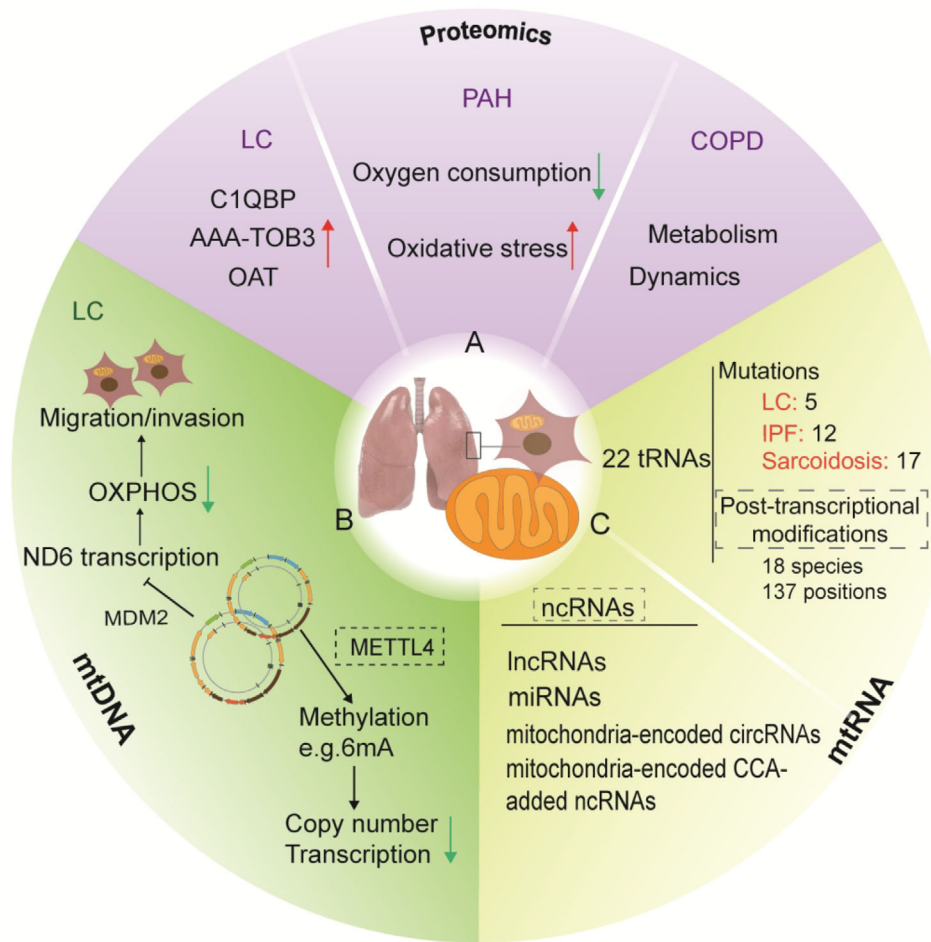 Proteomics
PAH
LC
COPD
Oxygen consumption
C1QBP
AAA-TOB3
OAT
Oxidative stress
Metabolism
Dynamics
A
LC
Migration/invasion
OXPHOS
ND6 transcription
MDM2
METTL4
Methylation
e.g.6mA
Copy number
Transcription
mtDNA
B
C
22 tRNAs
Mutations
LC: 5
IPF: 12
Sarcoidosis: 17
Post-transcriptional
modifications
18 species
137 positions
ncRNAs
lncRNAs
miRNAs
mitochondria-encoded circRNAs
mitochondria-encoded CCA-
added ncRNAs
mtRNA